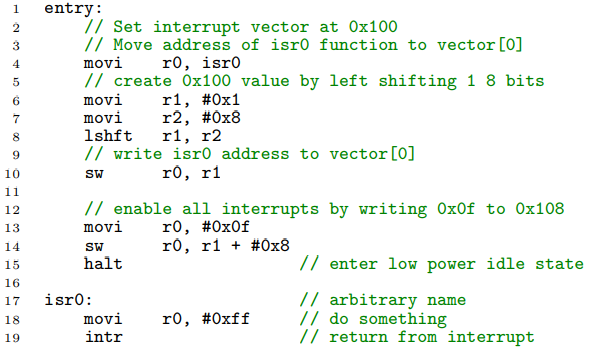 1 entry:
2 // Set interrupt vector at 0x100
3 // Move address of isr0 function to vector[0]
4 movi r0, isr0
5 // create 0x100 value by left shifting 1 8 bits
6 movi r1, #0x1
7 movi r2, #0x8
8 lshft r1, r2
9 // write isr0 address to vector[0]
10 sw r0, r1
11
12 // enable all interrupts by writing 0x0f to 0x108
13 movi r0, #0x0f
14 sw r0, r1 + #0x8
15 halt // enter low power idle state
16
17 isr0: // arbitrary name
18 movi r0, #0xff // do something
19 intr // return from interrupt